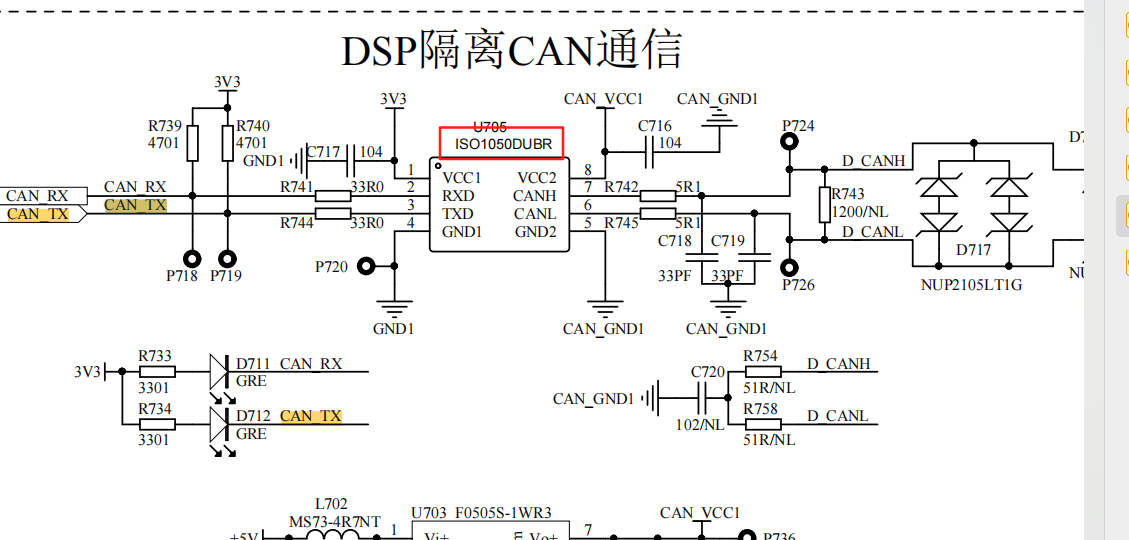 DSP隔离CAN通信
3V3
3V3
CAN_VCC1
CAN_GND1
R739
4701
R740
4701
GND1
C717
104
U705
ISO1050DUBR
C716
104
P724
1
VCC1
VCC2
8
CAN_RX
CAN_RX
R741
33R0
2
RXD
CANH
7
R742
5R1
D_CANH
CAN_TX
CAN_TX
R744
33R0
3
TXD
CANL
6
R745
5R1
R743
1200/NL
4
GND1
GND2
5
C718
C719
D_CANL
D717
P718
P719
P720
33PF
33PF
P726
NUP2105LT1G
GND1
CAN_GND1
CAN_GND1
3V3
R733
3301
D711
CAN_RX
GRE
R734
3301
D712
CAN_TX
GRE
CAN_GND1
C720
102/NL
R754
51R/NL
D_CANH
R758
51R/NL
D_CANL
+5V
L702
MS73-4R7NT
1
U703
F0505S-1WR3
Vi+
Vo+
7
CAN_VCC1
P736